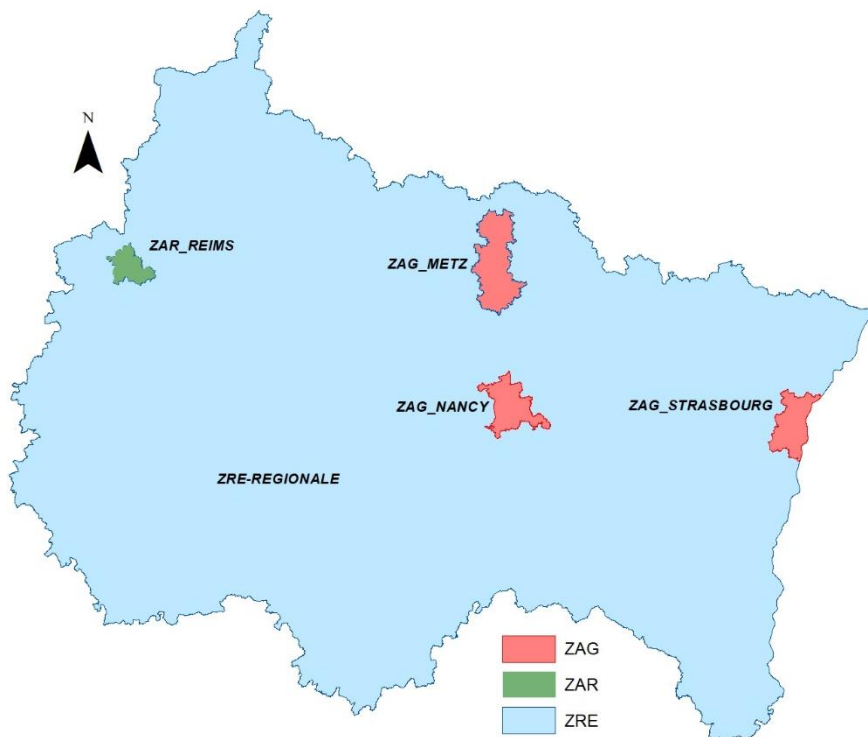 N
ZAR_REIMS
ZAG_METZ
ZAG_NANCY
ZAG_STRASBOURG
ZRE-REGIONALE
ZAG
ZAR
ZRE